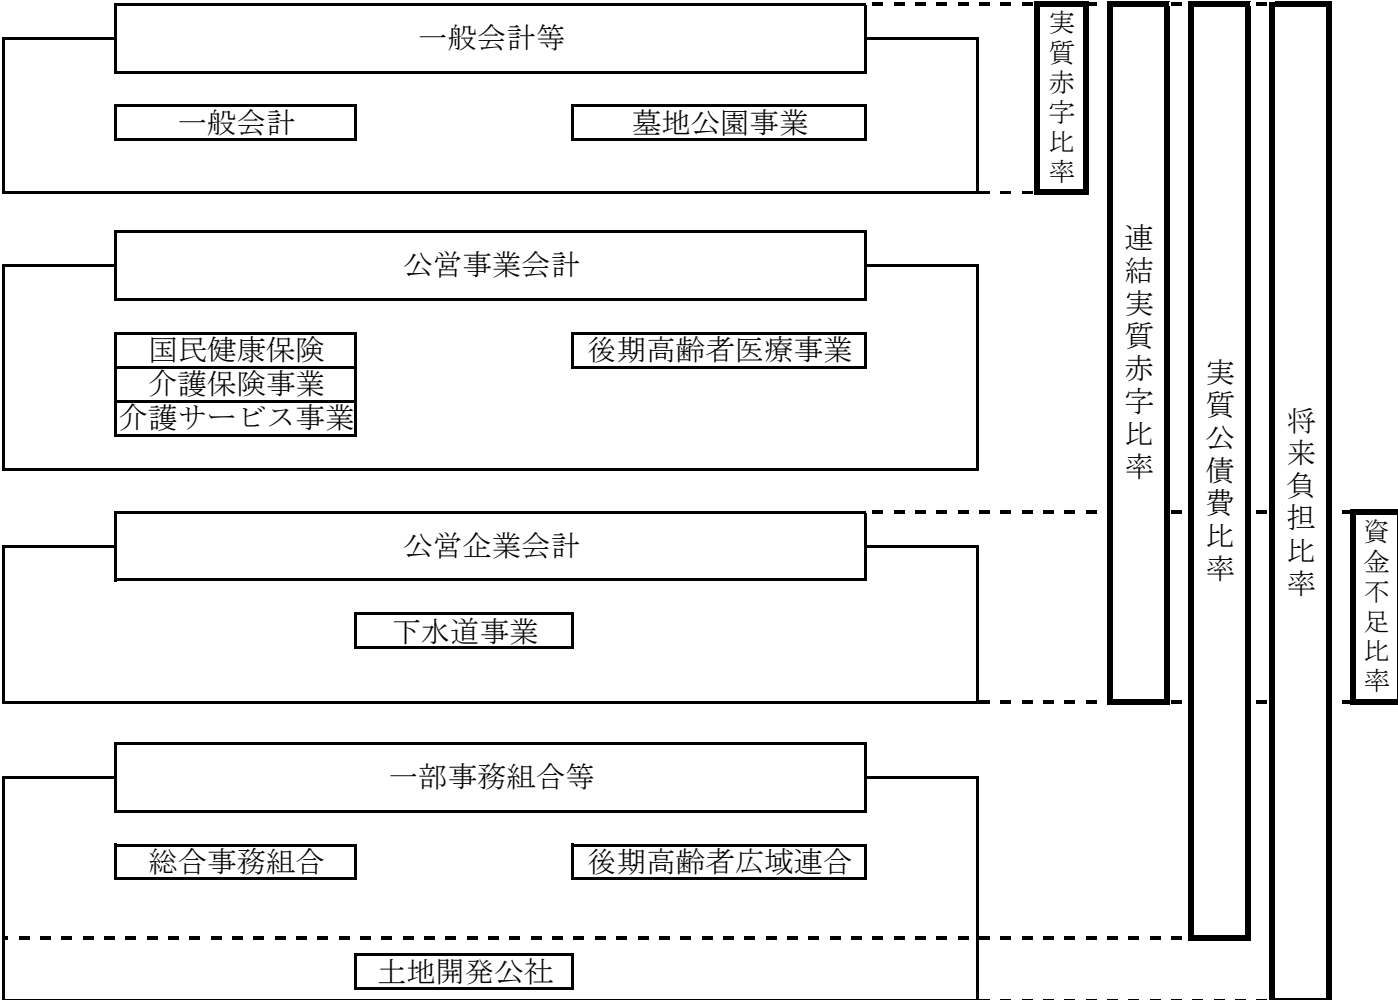 一般会計等
一般会計
墓地公園事業
公営事業会計
国民健康保険
後期高齢者医療事業
介護保険事業
介護サービス事業
公営企業会計
下水道事業
一部事務組合等
総合事務組合
後期高齢者広域連合
土地開発公社
実質赤字比率
連結実質赤字比率
実質公債費比率
将来負担比率
資金不足比率